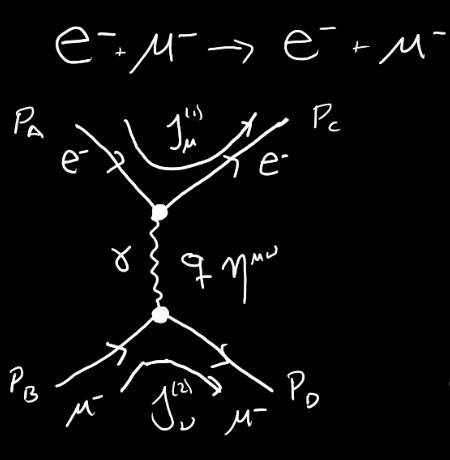 e⁻ + μ⁻ → e⁻ + μ⁻
P_A J_μ^(1) P_C
e⁻ e⁻
γ q η^μν
P_B μ⁻ J_ν^(2) μ⁻ P_D